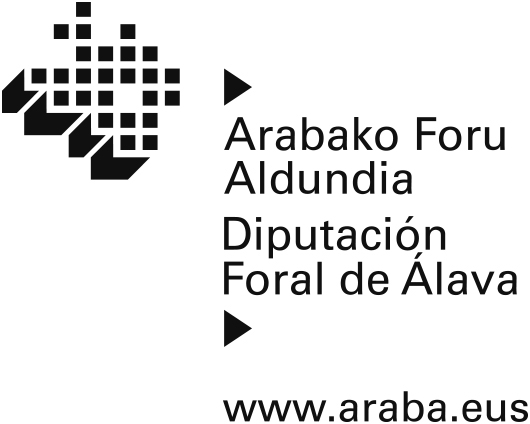 Arabako Foru
Aldundia
Diputación
Foral de Álava
www.araba.eus